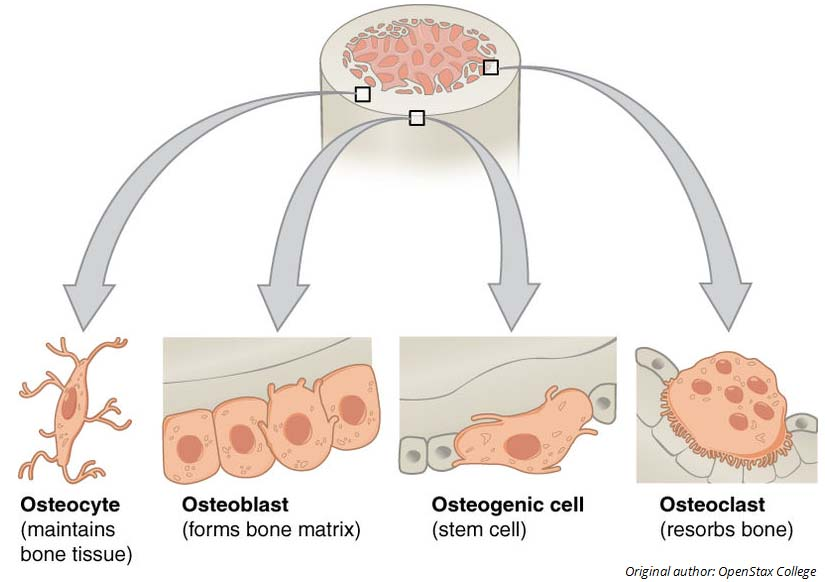 Osteocyte
(maintains
bone tissue)
Osteoblast
(forms bone matrix)
Osteogenic cell
(stem cell)
Osteoclast
(resorbs bone)
Original author: OpenStax College